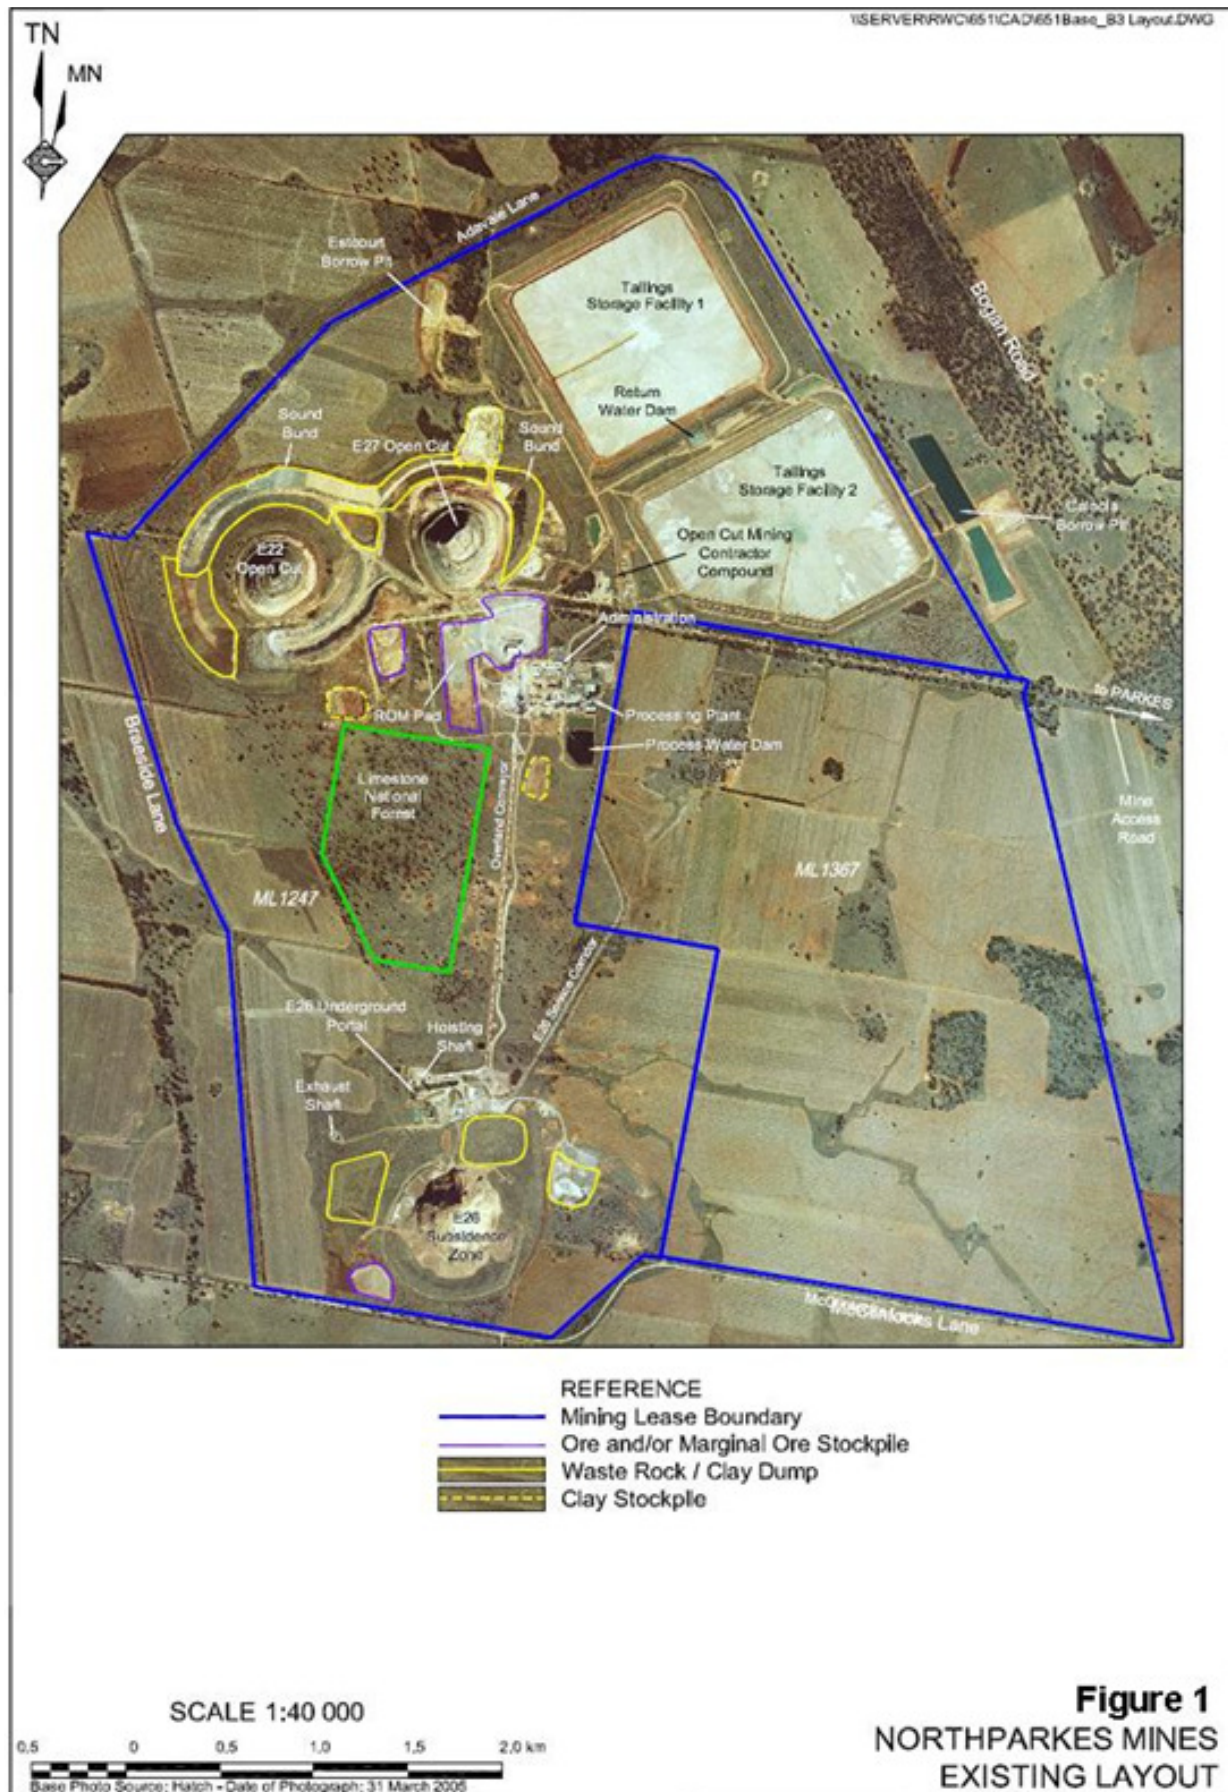 \\SERVER\RWC\651\CAD\651Base_B3 Layout.DWG
TN
MN
Adavale Lane
Estcourt
Borrow Pit
Tailings
Storage Facility 1
Bogan Road
Return
Water Dam
Sound
Bund
E27 Open Cut
Sound
Bund
Tailings
Storage Facility 2
Caloola
Borrow Pit
Open Cut Mining
Contractor
Compound
E22
Open Cut
Administration
to PARKES
ROM Pad
Processing Plant
Process Water Dam
Braeside Lane
Limestone
National
Forest
Overland Conveyor
Mine
Access
Road
ML1247
ML1367
E26 Service Corridor
E26 Underground
Portal
Hoisting
Shaft
Exhaust
Shaft
E26
Subsidence
Zone
Lane
REFERENCE
Mining Lease Boundary
Ore and/or Marginal Ore Stockpile
Waste Rock / Clay Dump
Clay Stockpile
SCALE 1:40 000
0.5 0 0.5 1.0 1.5 2.0 km
Base Photo Source: Hatch - Date of Photograph: 31 March 2005
Figure 1
NORTHPARKES MINES
EXISTING LAYOUT